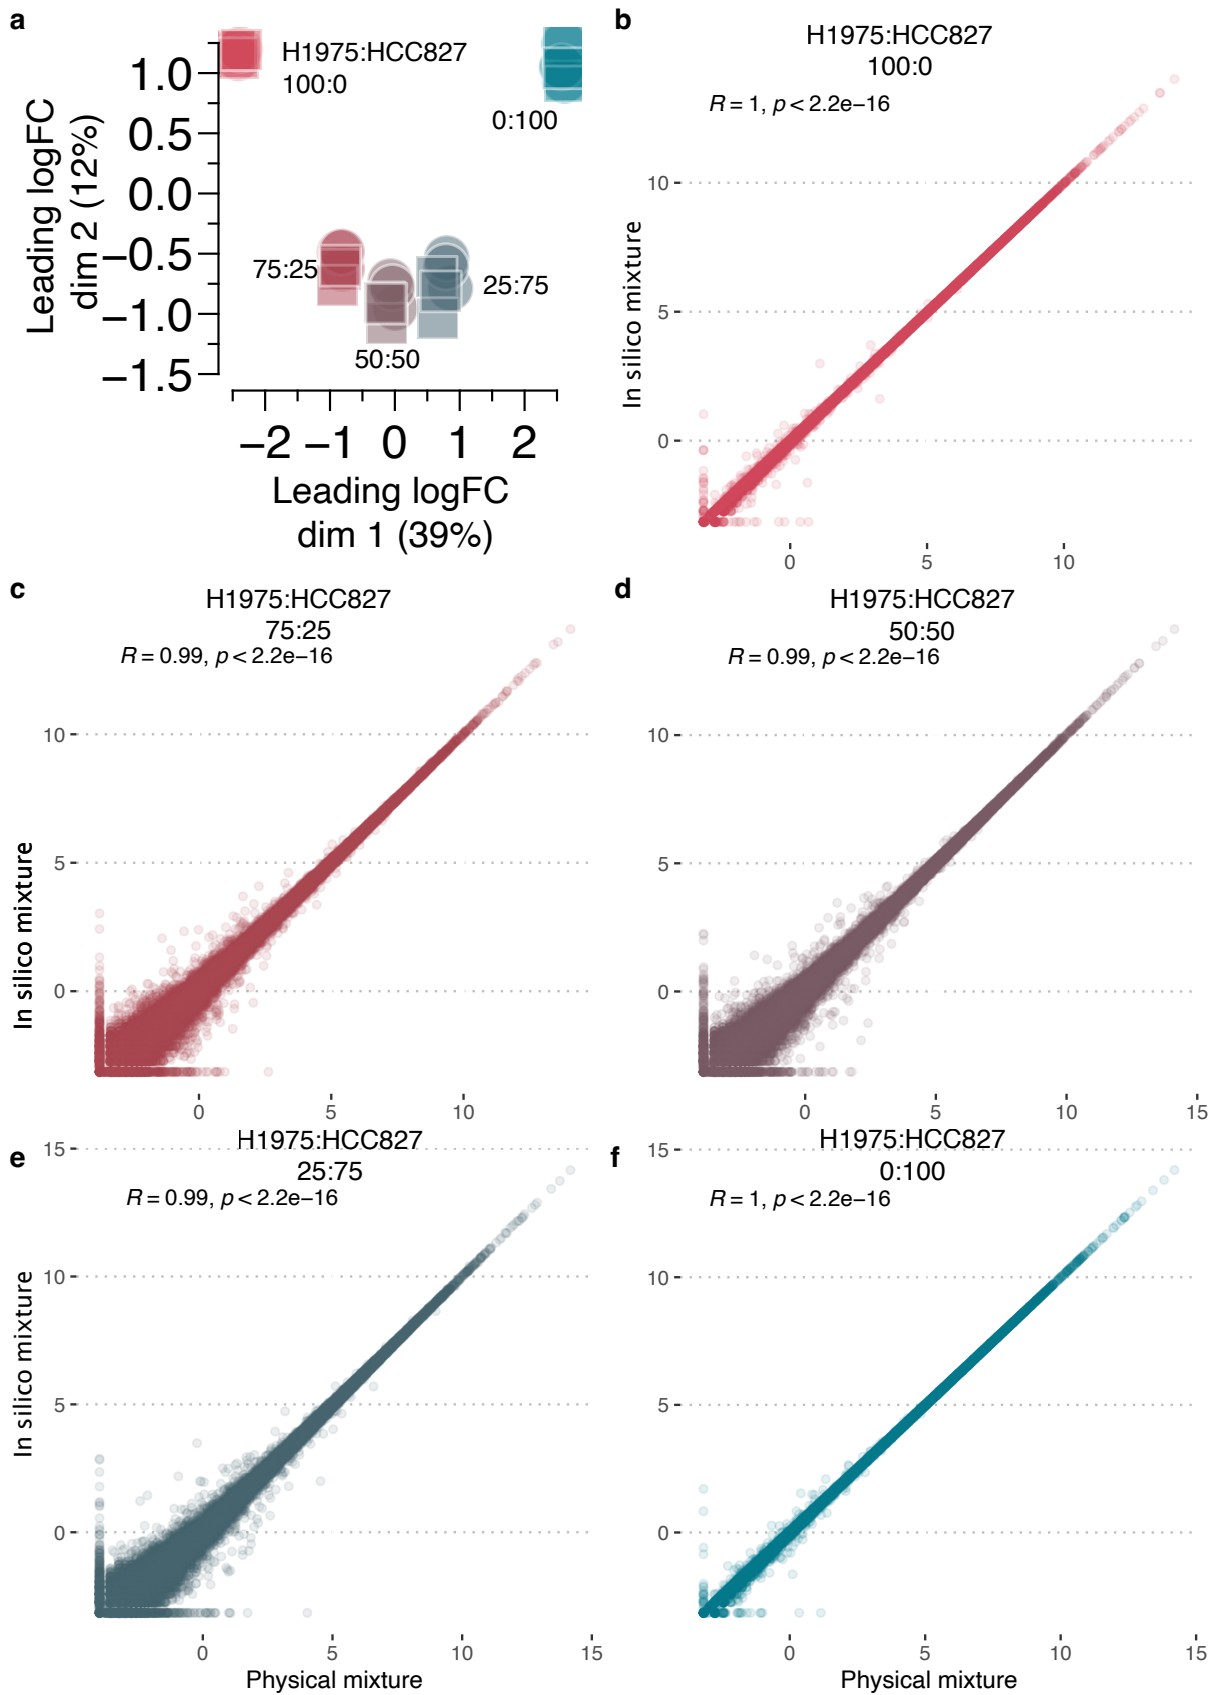 a
H1975:HCC827
100:0
0:100
75:25
25:75
50:50
1.0
0.5
0.0
−0.5
−1.0
−1.5
Leading logFC
dim 2 (12%)
−2 −1 0 1 2
Leading logFC
dim 1 (39%)
b
H1975:HCC827
100:0
R = 1, p < 2.2e−16
10
5
0
In silico mixture
0 5 10
c
H1975:HCC827
75:25
R = 0.99, p < 2.2e−16
10
5
0
In silico mixture
0 5 10
d
H1975:HCC827
50:50
R = 0.99, p < 2.2e−16
10
5
0
0 5 10 15
e
H1975:HCC827
25:75
R = 0.99, p < 2.2e−16
15
10
5
0
In silico mixture
0 5 10 15
Physical mixture
f
H1975:HCC827
0:100
R = 1, p < 2.2e−16
15
10
5
0
0 5 10 15
Physical mixture